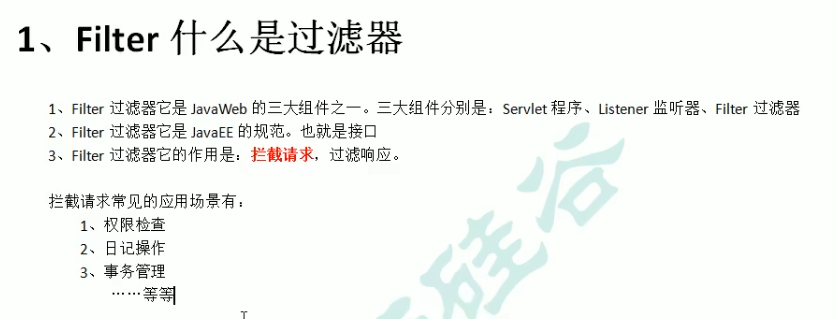 1、Filter 什么是过滤器
1、Filter 过滤器它是 JavaWeb 的三大组件之一。三大组件分别是：Servlet 程序、Listener 监听器、Filter 过滤器
2、Filter 过滤器它是 JavaEE 的规范。也就是接口
3、Filter 过滤器它的作用是：拦截请求，过滤响应。
拦截请求常见的应用场景有：
1、权限检查
2、日记操作
3、事务管理
……等等
硅谷